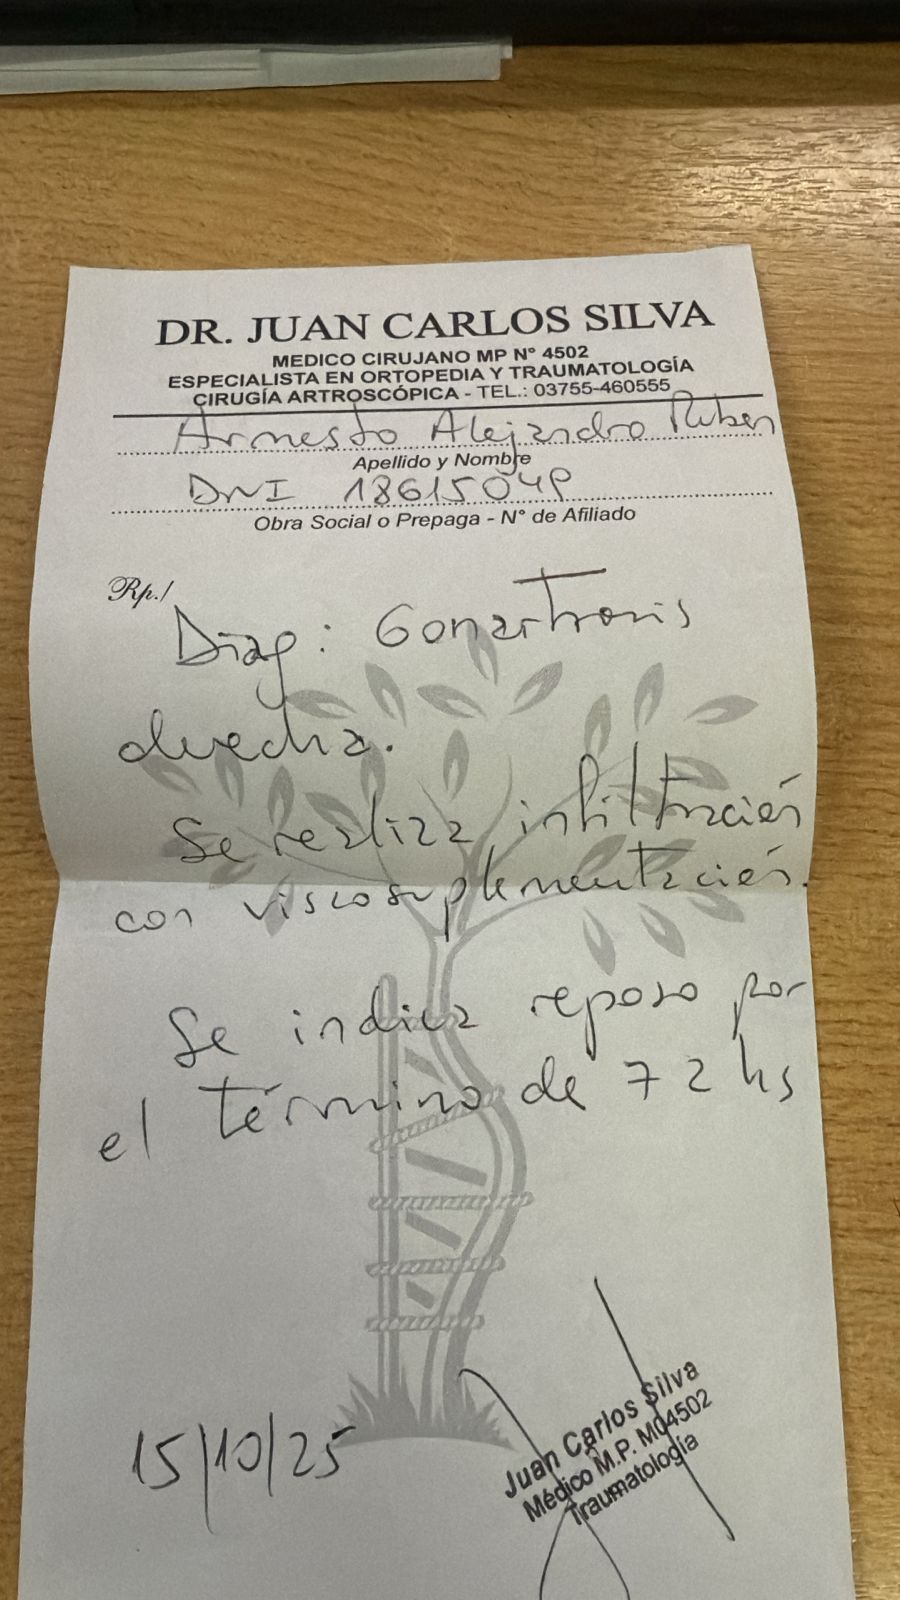 DR. JUAN CARLOS SILVA
MEDICO CIRUJANO MP N° 4502
ESPECIALISTA EN ORTOPEDIA Y TRAUMATOLOGÍA
CIRUGÍA ARTROSCÓPICA - TEL.: 03755-460555
Armesto Alejandro Ruben
Apellido y Nombre
DNI 18615049
Obra Social o Prepaga - N° de Afiliado
Rp./
Diag: Gonartrosis
derecha.
Se realiza infiltración
con viscosuplementación.
Se indica reposo por
el término de 72 hs
15/10/25
Juan Carlos Silva
Médico M.P. M04502
Traumatología